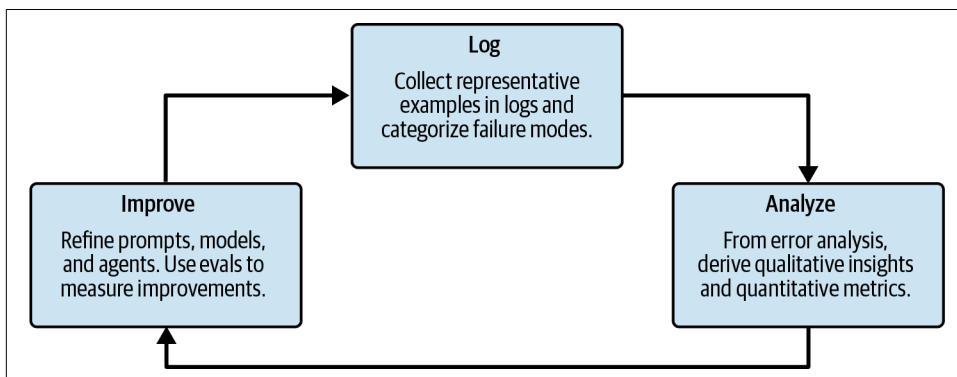 Log
Collect representative
examples in logs and
categorize failure modes.
Improve
Refine prompts, models,
and agents. Use evals to
measure improvements.
Analyze
From error analysis,
derive qualitative insights
and quantitative metrics.